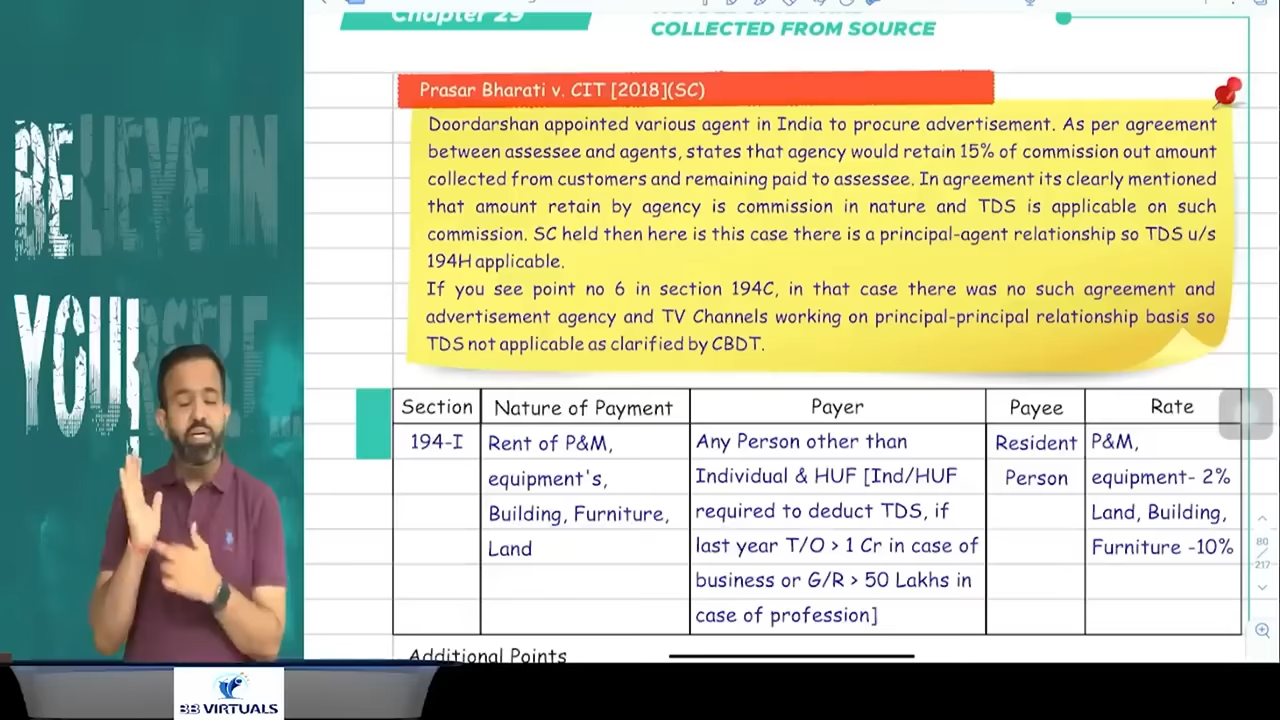 BELIEVE IN
YOURSELF
Chapter 29
COLLECTED FROM SOURCE
Prasar Bharati v. CIT [2018](SC)
Doordarshan appointed various agent in India to procure advertisement. As per agreement
between assessee and agents, states that agency would retain 15% of commission out amount
collected from customers and remaining paid to assessee. In agreement its clearly mentioned
that amount retain by agency is commission in nature and TDS is applicable on such
commission. SC held then here is this case there is a principal-agent relationship so TDS u/s
194H applicable.
If you see point no 6 in section 194C, in that case there was no such agreement and
advertisement agency and TV Channels working on principal-principal relationship basis so
TDS not applicable as clarified by CBDT.
Section Nature of Payment Payer Payee Rate
194-I Rent of P&M, Any Person other than Resident P&M,
equipment's, Individual & HUF [Ind/HUF Person equipment- 2%
Building, Furniture, required to deduct TDS, if Land, Building,
Land last year T/O > 1 Cr in case of Furniture -10%
business or G/R > 50 Lakhs in
case of profession]
Additional Points
80
217
BB VIRTUALS